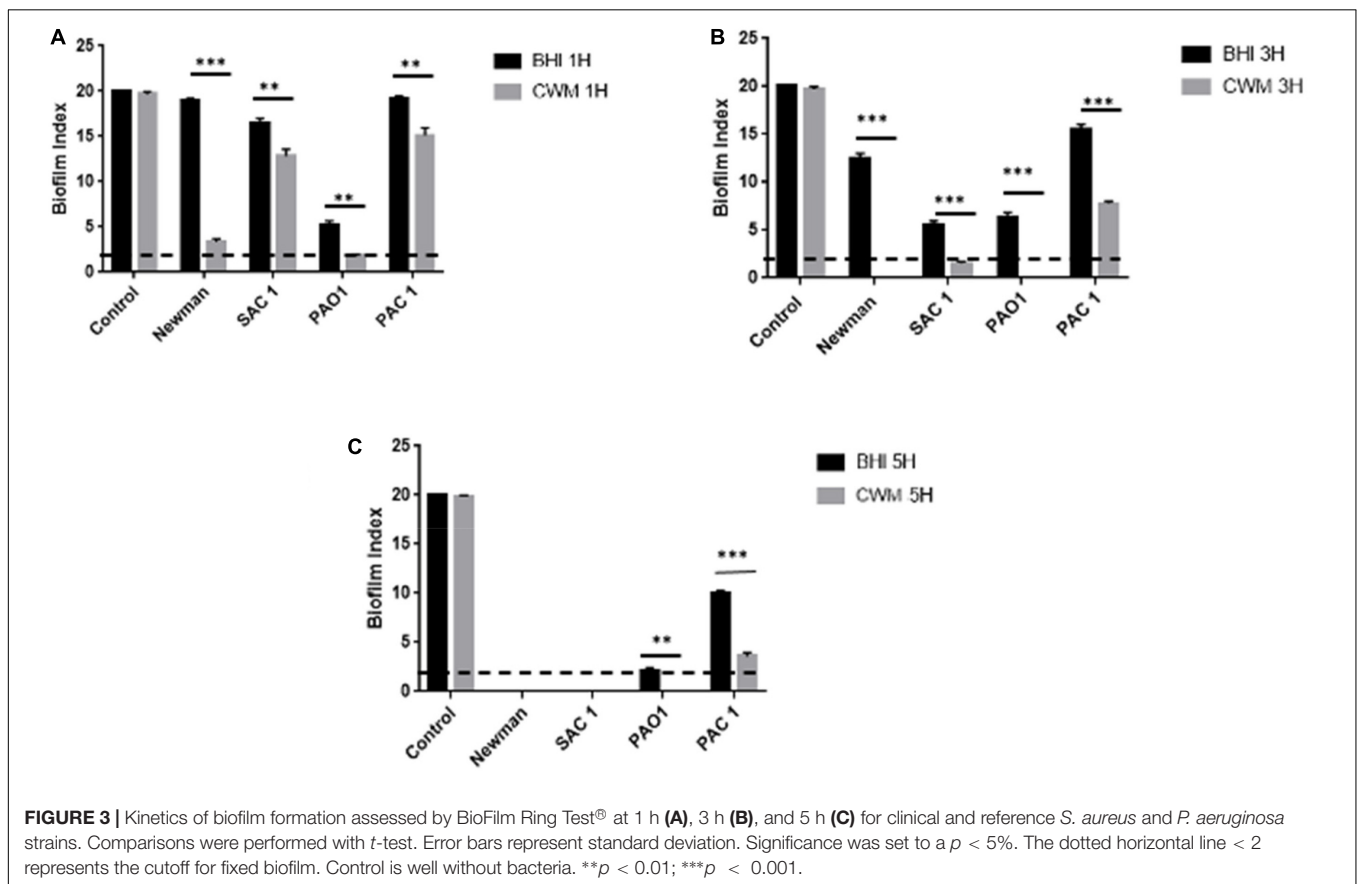 A
25
20
15
10
5
0
Biofilm Index
***
**
**
**
BHI 1H
CWM 1H
Control
Newman
SAC 1
PAO1
PAC 1
B
25
20
15
10
5
0
Biofilm Index
***
***
***
***
BHI 3H
CWM 3H
Control
Newman
SAC 1
PAO1
PAC 1
C
25
20
15
10
5
0
Biofilm Index
**
***
BHI 5H
CWM 5H
Control
Newman
SAC 1
PAO1
PAC 1
FIGURE 3 | Kinetics of biofilm formation assessed by BioFilm Ring Test® at 1 h (A), 3 h (B), and 5 h (C) for clinical and reference S. aureus and P. aeruginosa
strains. Comparisons were performed with t-test. Error bars represent standard deviation. Significance was set to a p < 5%. The dotted horizontal line < 2
represents the cutoff for fixed biofilm. Control is well without bacteria. **p < 0.01; ***p < 0.001.